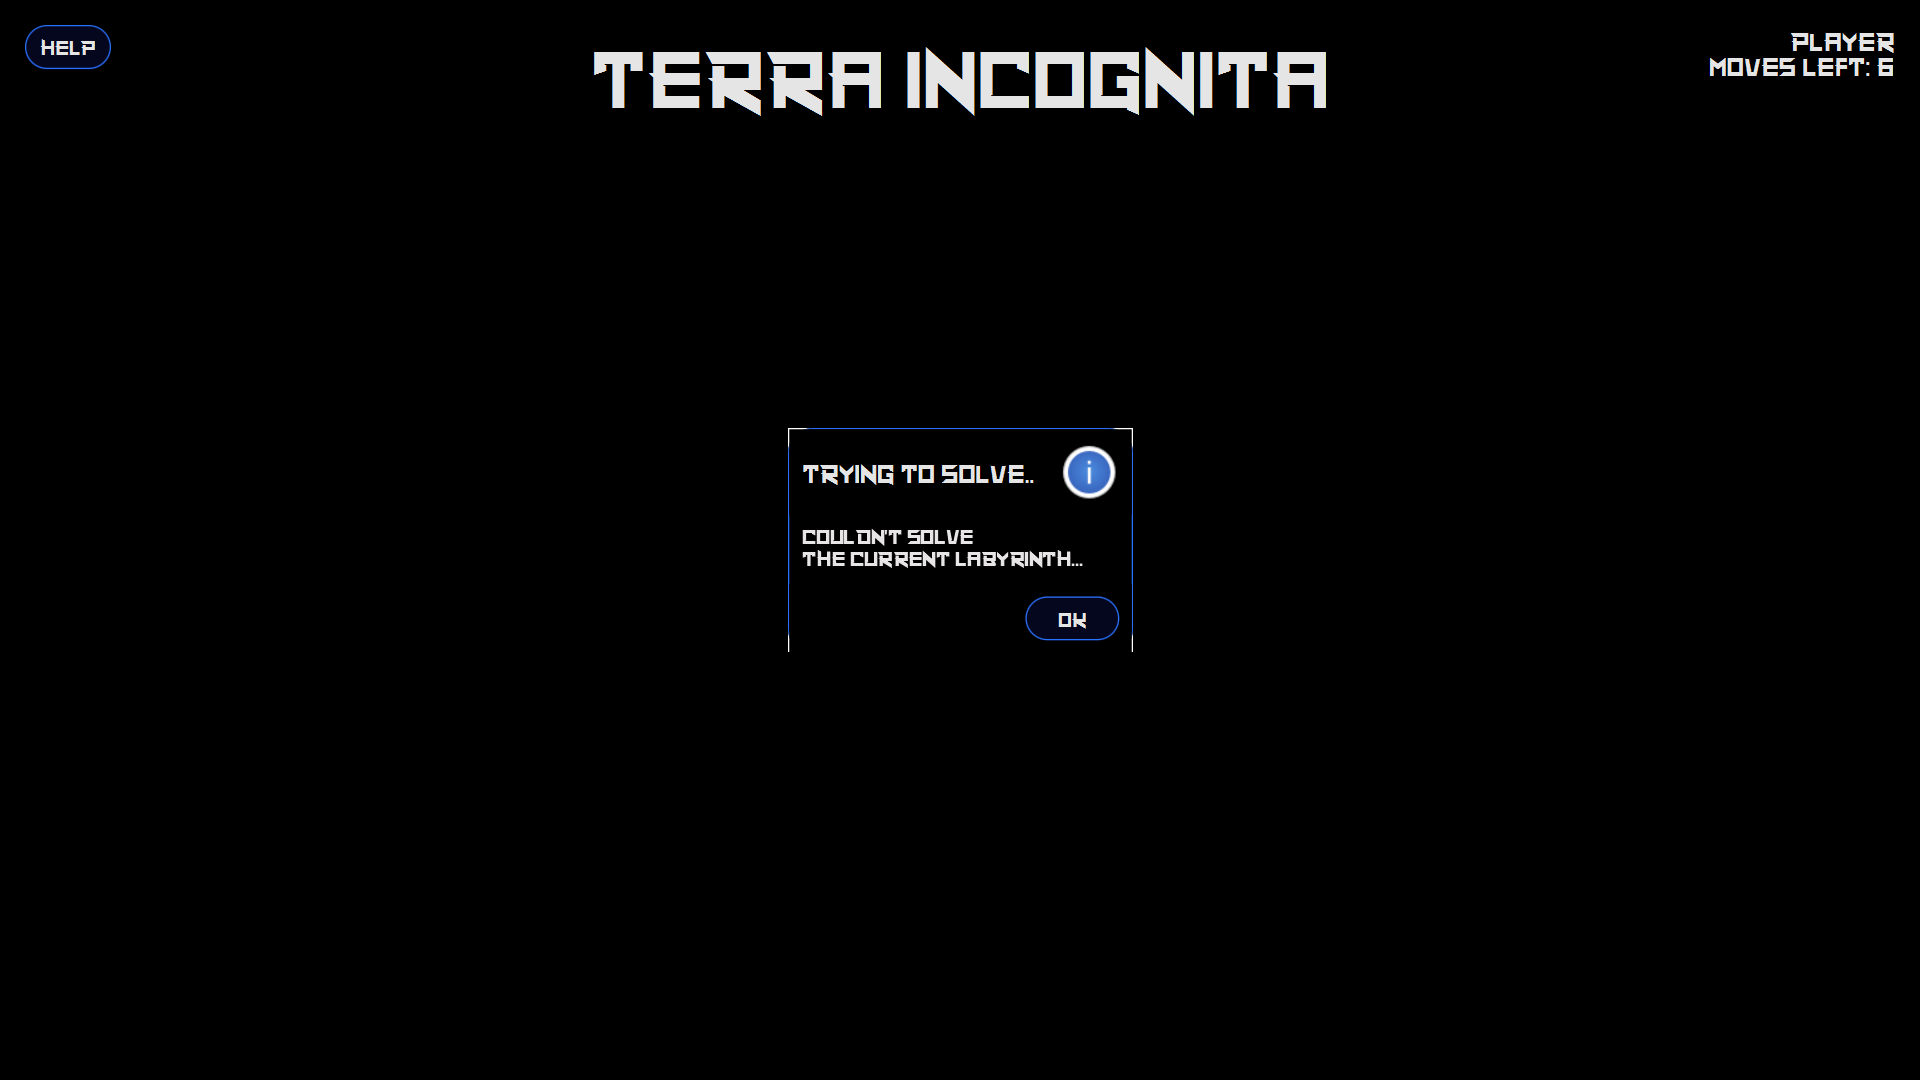 HELP
TERRA INCOGNITA
PLAYER
MOVES LEFT: 6
TRYING TO SOLVE..
i
COULDN'T SOLVE
THE CURRENT LABYRINTH...
OK